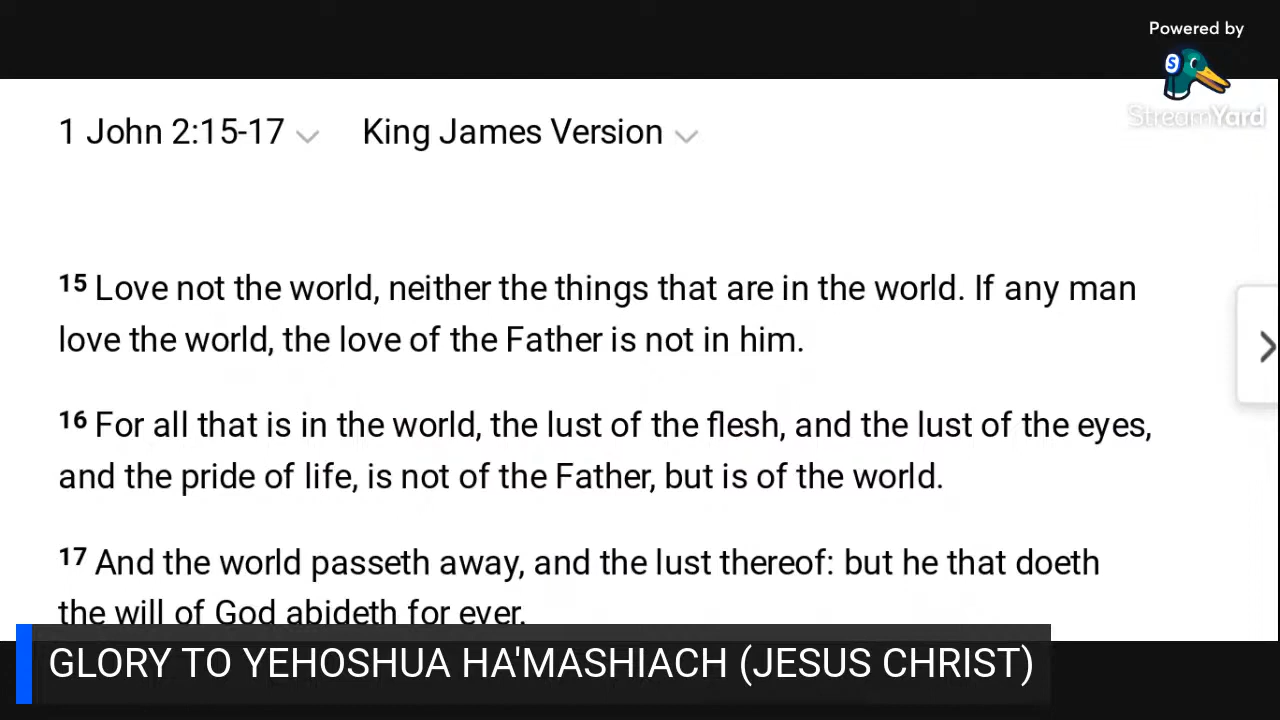 Powered by
S
StreamYard
1 John 2:15-17 King James Version
15 Love not the world, neither the things that are in the world. If any man
love the world, the love of the Father is not in him.
16 For all that is in the world, the lust of the flesh, and the lust of the eyes,
and the pride of life, is not of the Father, but is of the world.
17 And the world passeth away, and the lust thereof: but he that doeth
the will of God abideth for ever.
GLORY TO YEHOSHUA HA'MASHIACH (JESUS CHRIST)